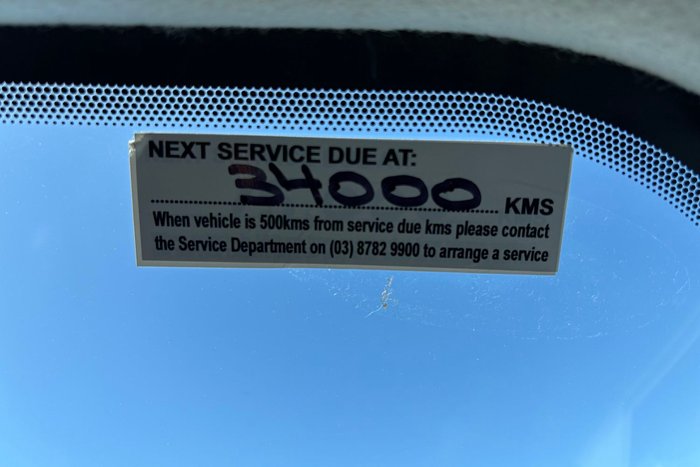 NEXT SERVICE DUE AT:
34000 KMS
When vehicle is 500kms from service due kms please contact
the Service Department on (03) 8782 9900 to arrange a service